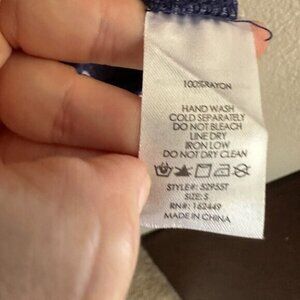 100%RAYON
HAND WASH
COLD SEPARATELY
DO NOT BLEACH
LINE DRY
IRON LOW
DO NOT DRY CLEAN
STYLE#: 5295ST
SIZE: S
RN#: 162449
MADE IN CHINA